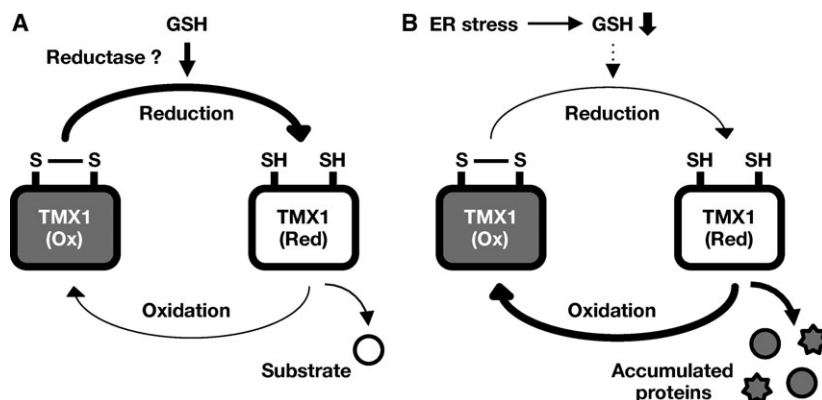 A
GSH
Reductase ?
Reduction
S — S
SH SH
TMX1
(Ox)
TMX1
(Red)
Oxidation
Substrate
B
ER stress
GSH
Reduction
S — S
SH SH
TMX1
(Ox)
TMX1
(Red)
Oxidation
Accumulated
proteins